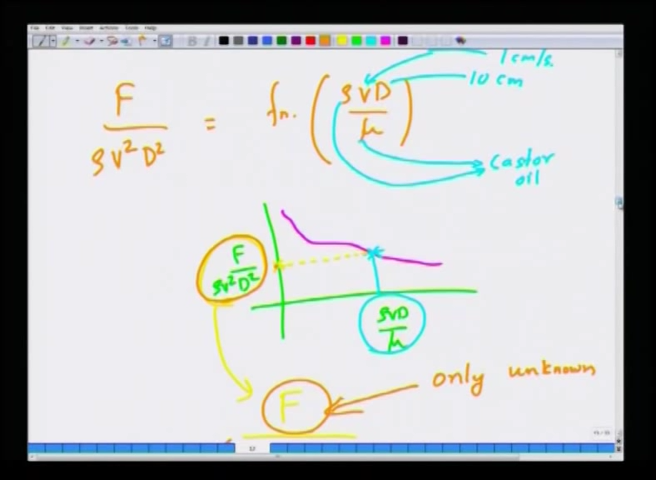 1 cm/s.
10 cm
F / ρV²D² = fn. ( ρVD / μ )
Castor
oil
F / ρV²D²
ρVD / μ
F
only unknown